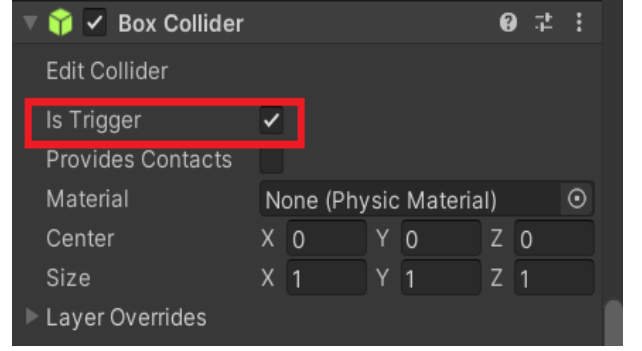 Box Collider
Edit Collider
Is Trigger
Provides Contacts
Material None (Physic Material)
Center X 0 Y 0 Z 0
Size X 1 Y 1 Z 1
Layer Overrides